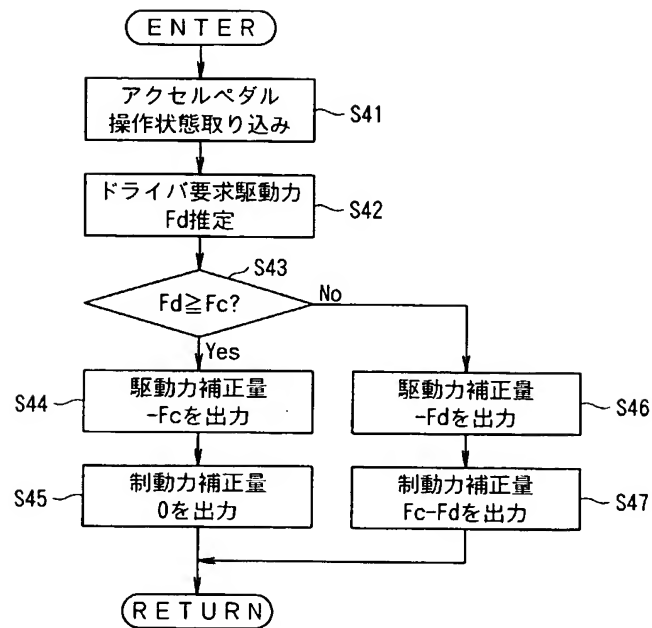 ENTER
アクセルペダル
操作状態取り込み
S41
ドライバ要求駆動力
Fd推定
S42
S43
Fd≧Fc?
No
Yes
S44
駆動力補正量
-Fcを出力
駆動力補正量
-Fdを出力
S46
S45
制動力補正量
0を出力
制動力補正量
Fc-Fdを出力
S47
RETURN